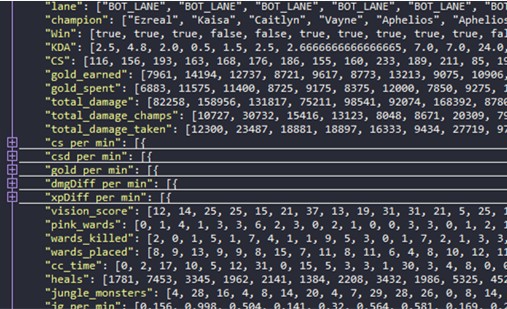 "lane": ["BOT_LANE", "BOT_LANE", "BOT_LANE", "BOT_LANE", "BOT_LANE", "BOT
"champion": ["Ezreal", "Kaisa", "Caitlyn", "Vayne", "Aphelios", "Aphelios
"Win": [true, true, true, false, false, true, true, true, true, true, fal
"KDA": [2.5, 4.8, 2.0, 0.5, 1.5, 2.5, 2.6666666666666665, 7.0, 7.0, 24.0,
"CS": [116, 156, 193, 163, 168, 176, 186, 155, 160, 233, 189, 211, 85, 19
"gold_earned": [7961, 14194, 12737, 8721, 9617, 8773, 13213, 9075, 10906,
"gold_spent": [6883, 11575, 11400, 8725, 9175, 8375, 12000, 7850, 9275, 1
"total_damage": [82258, 158956, 131817, 75211, 98541, 92074, 168392, 8780
"total_damage_champs": [10727, 30732, 15416, 13123, 8048, 8671, 20309, 79
"total_damage_taken": [12300, 23487, 18881, 18897, 16333, 9434, 27719, 97
"cs per min": [{
"csd per min": [{
"gold per min": [{
"dmgDiff per min": [{
"xpDiff per min": [{
"vision_score": [12, 14, 25, 25, 15, 21, 37, 13, 19, 31, 31, 21, 5, 25, 1
"pink_wards": [0, 1, 4, 1, 3, 3, 6, 2, 3, 0, 2, 1, 0, 0, 3, 3, 0, 1, 2, 1
"wards_killed": [2, 0, 1, 5, 1, 7, 4, 1, 1, 9, 5, 3, 0, 1, 7, 2, 1, 3, 3,
"wards_placed": [8, 9, 13, 9, 9, 8, 15, 7, 11, 8, 11, 6, 4, 8, 10, 12, 11
"cc_time": [0, 2, 17, 10, 5, 12, 31, 0, 15, 5, 3, 3, 1, 30, 3, 4, 8, 0, 0
"heals": [1781, 7453, 3345, 1962, 2141, 1384, 2208, 3432, 1986, 5325, 452
"jungle_monsters": [4, 28, 16, 4, 8, 14, 20, 4, 7, 29, 28, 26, 0, 8, 14,
"jg per min": [0.156, 0.998, 0.504, 0.141, 0.32, 0.564, 0.581, 0.169, 0.2